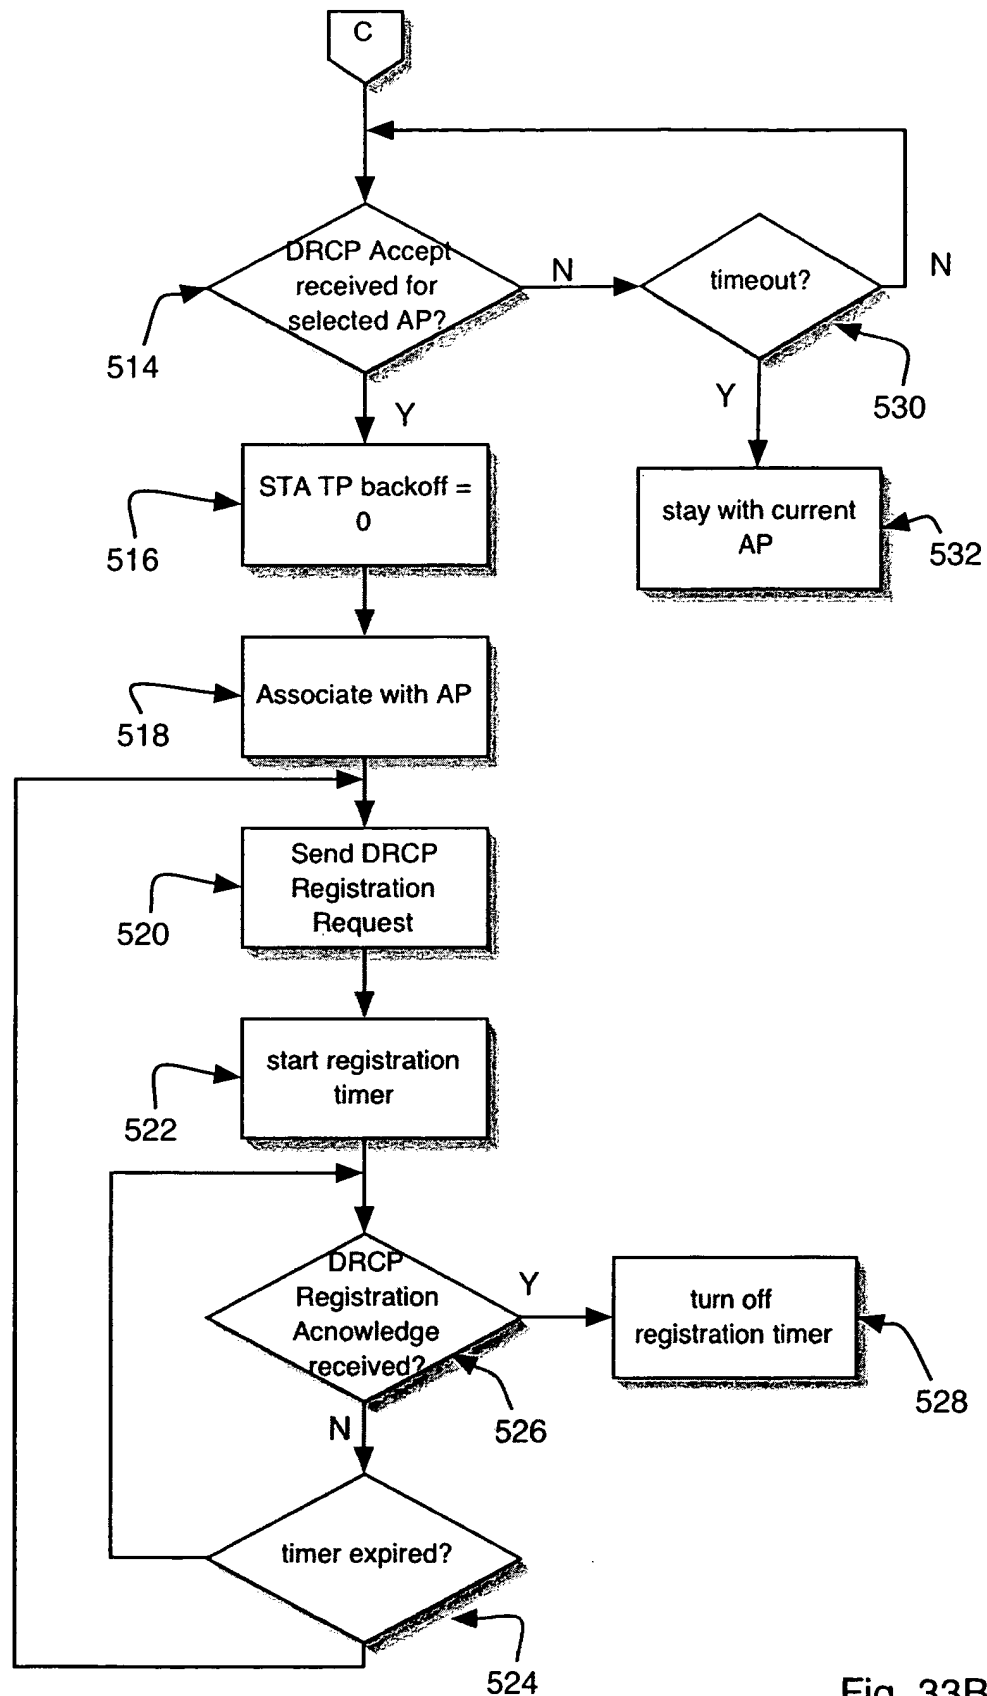 C
DRCP Accept
received for
selected AP?
N
timeout?
N
514
530
Y
Y
STA TP backoff =
0
516
stay with current
AP
532
Associate with AP
518
Send DRCP
Registration
Request
520
start registration
timer
522
DRCP
Registration
Acnowledge
received?
Y
turn off
registration timer
528
526
N
timer expired?
524
Fig. 33B